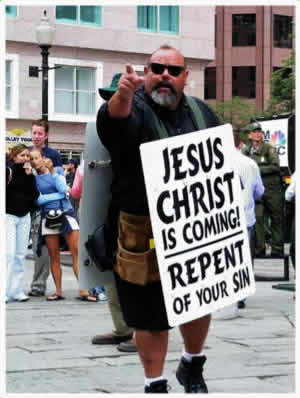 JESUS
CHRIST
IS COMING!
REPENT
OF YOUR SIN